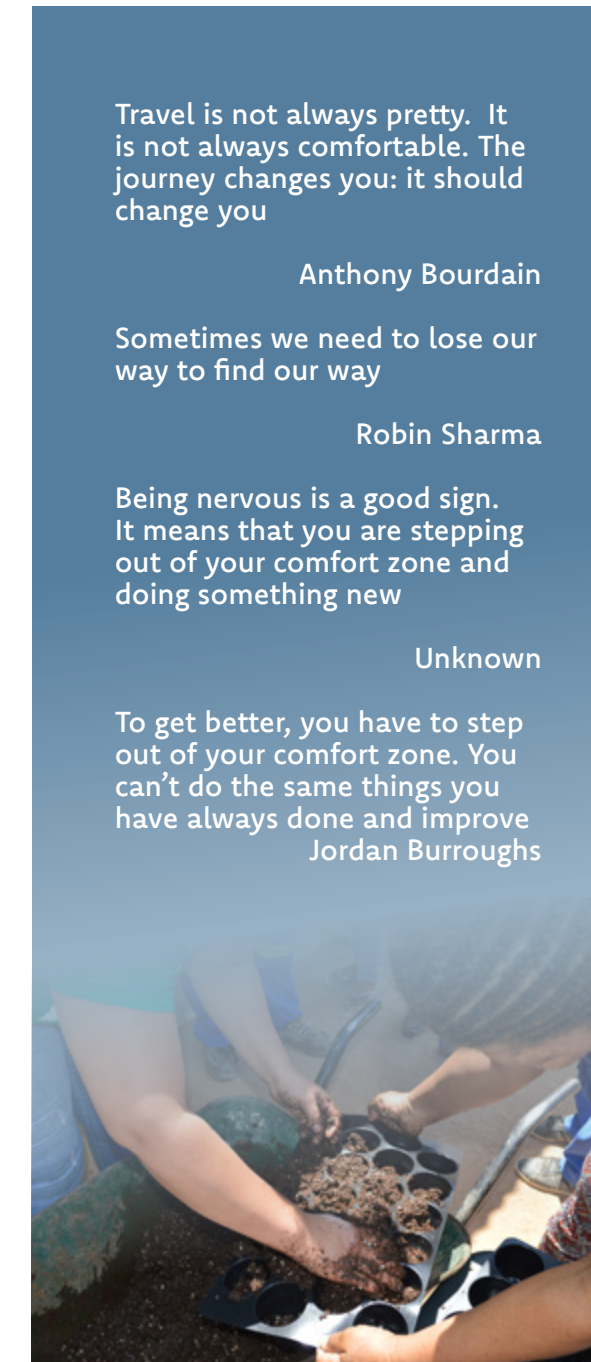 Travel is not always pretty.  It
is not always comfortable. The
journey changes you: it should
change you
Anthony Bourdain
Sometimes we need to lose our
way to find our way
Robin Sharma
Being nervous is a good sign.
It means that you are stepping
out of your comfort zone and
doing something new
Unknown
To get better, you have to step
out of your comfort zone. You
can’t do the same things you
have always done and improve
Jordan Burroughs